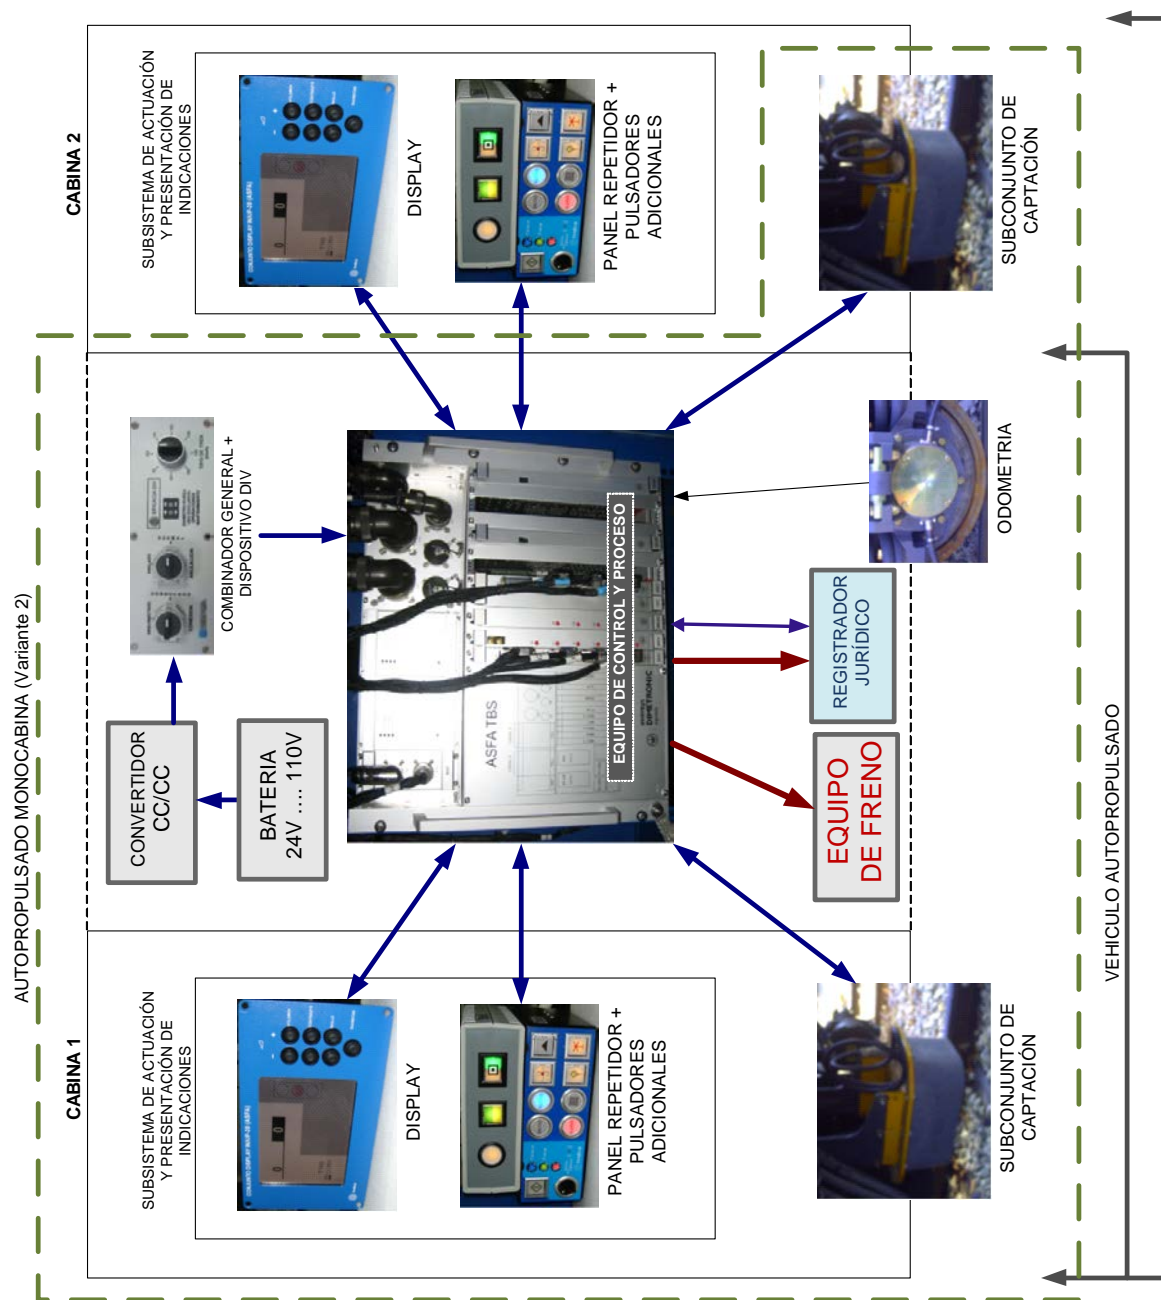 AUTOPROPULSADO MONOCABINA (Variante 2)
CABINA 1
SUBSISTEMA DE ACTUACIÓN
Y PRESENTACIÓN DE
INDICACIONES
DISPLAY
PANEL REPETIDOR +
PULSADORES
ADICIONALES
SUBCONJUNTO DE
CAPTACIÓN
CONVERTIDOR
CC/CC
BATERIA
24V .... 110V
COMBINADOR GENERAL +
DISPOSITIVO DIV
ASFA TBS
DIMETRONIC
EQUIPO DE CONTROL Y PROCESO
EQUIPO
DE FRENO
REGISTRADOR
JURÍDICO
ODOMETRIA
CABINA 2
SUBSISTEMA DE ACTUACIÓN
Y PRESENTACIÓN DE
INDICACIONES
DISPLAY
PANEL REPETIDOR +
PULSADORES
ADICIONALES
SUBCONJUNTO DE
CAPTACIÓN
VEHICULO AUTOPROPULSADO